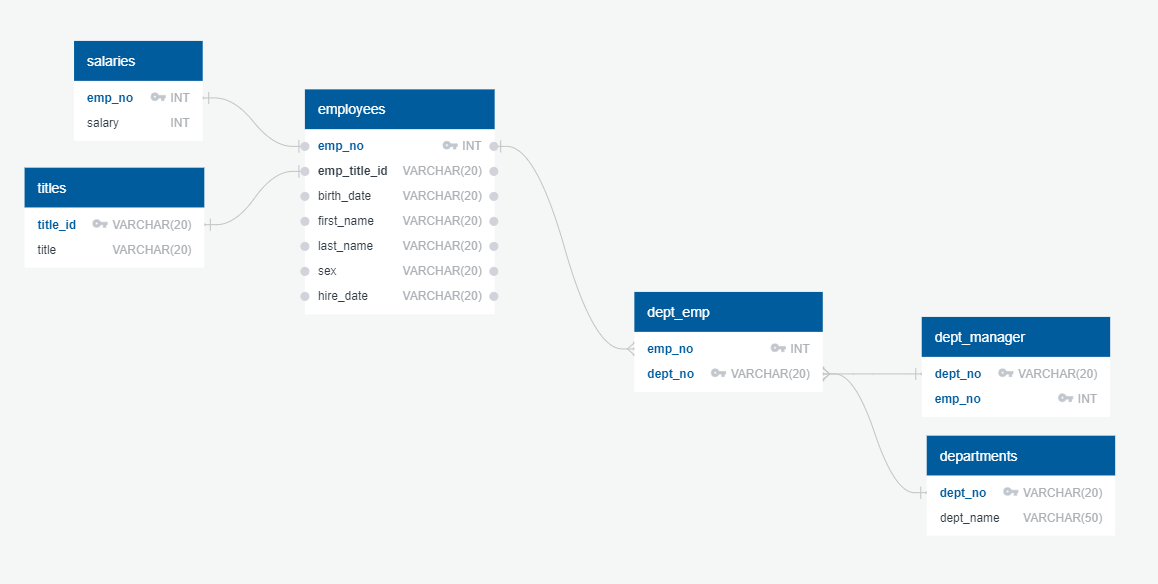 salaries
emp_no INT
salary INT
titles
title_id VARCHAR(20)
title VARCHAR(20)
employees
emp_no INT
emp_title_id VARCHAR(20)
birth_date VARCHAR(20)
first_name VARCHAR(20)
last_name VARCHAR(20)
sex VARCHAR(20)
hire_date VARCHAR(20)
dept_emp
emp_no INT
dept_no VARCHAR(20)
dept_manager
dept_no VARCHAR(20)
emp_no INT
departments
dept_no VARCHAR(20)
dept_name VARCHAR(50)